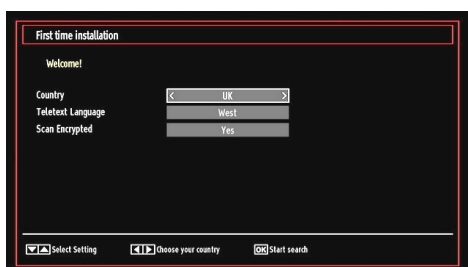 First time installation
Welcome!
Country < UK >
Teletext Language West
Scan Encrypted Yes
Select Setting Choose your country OK Start search